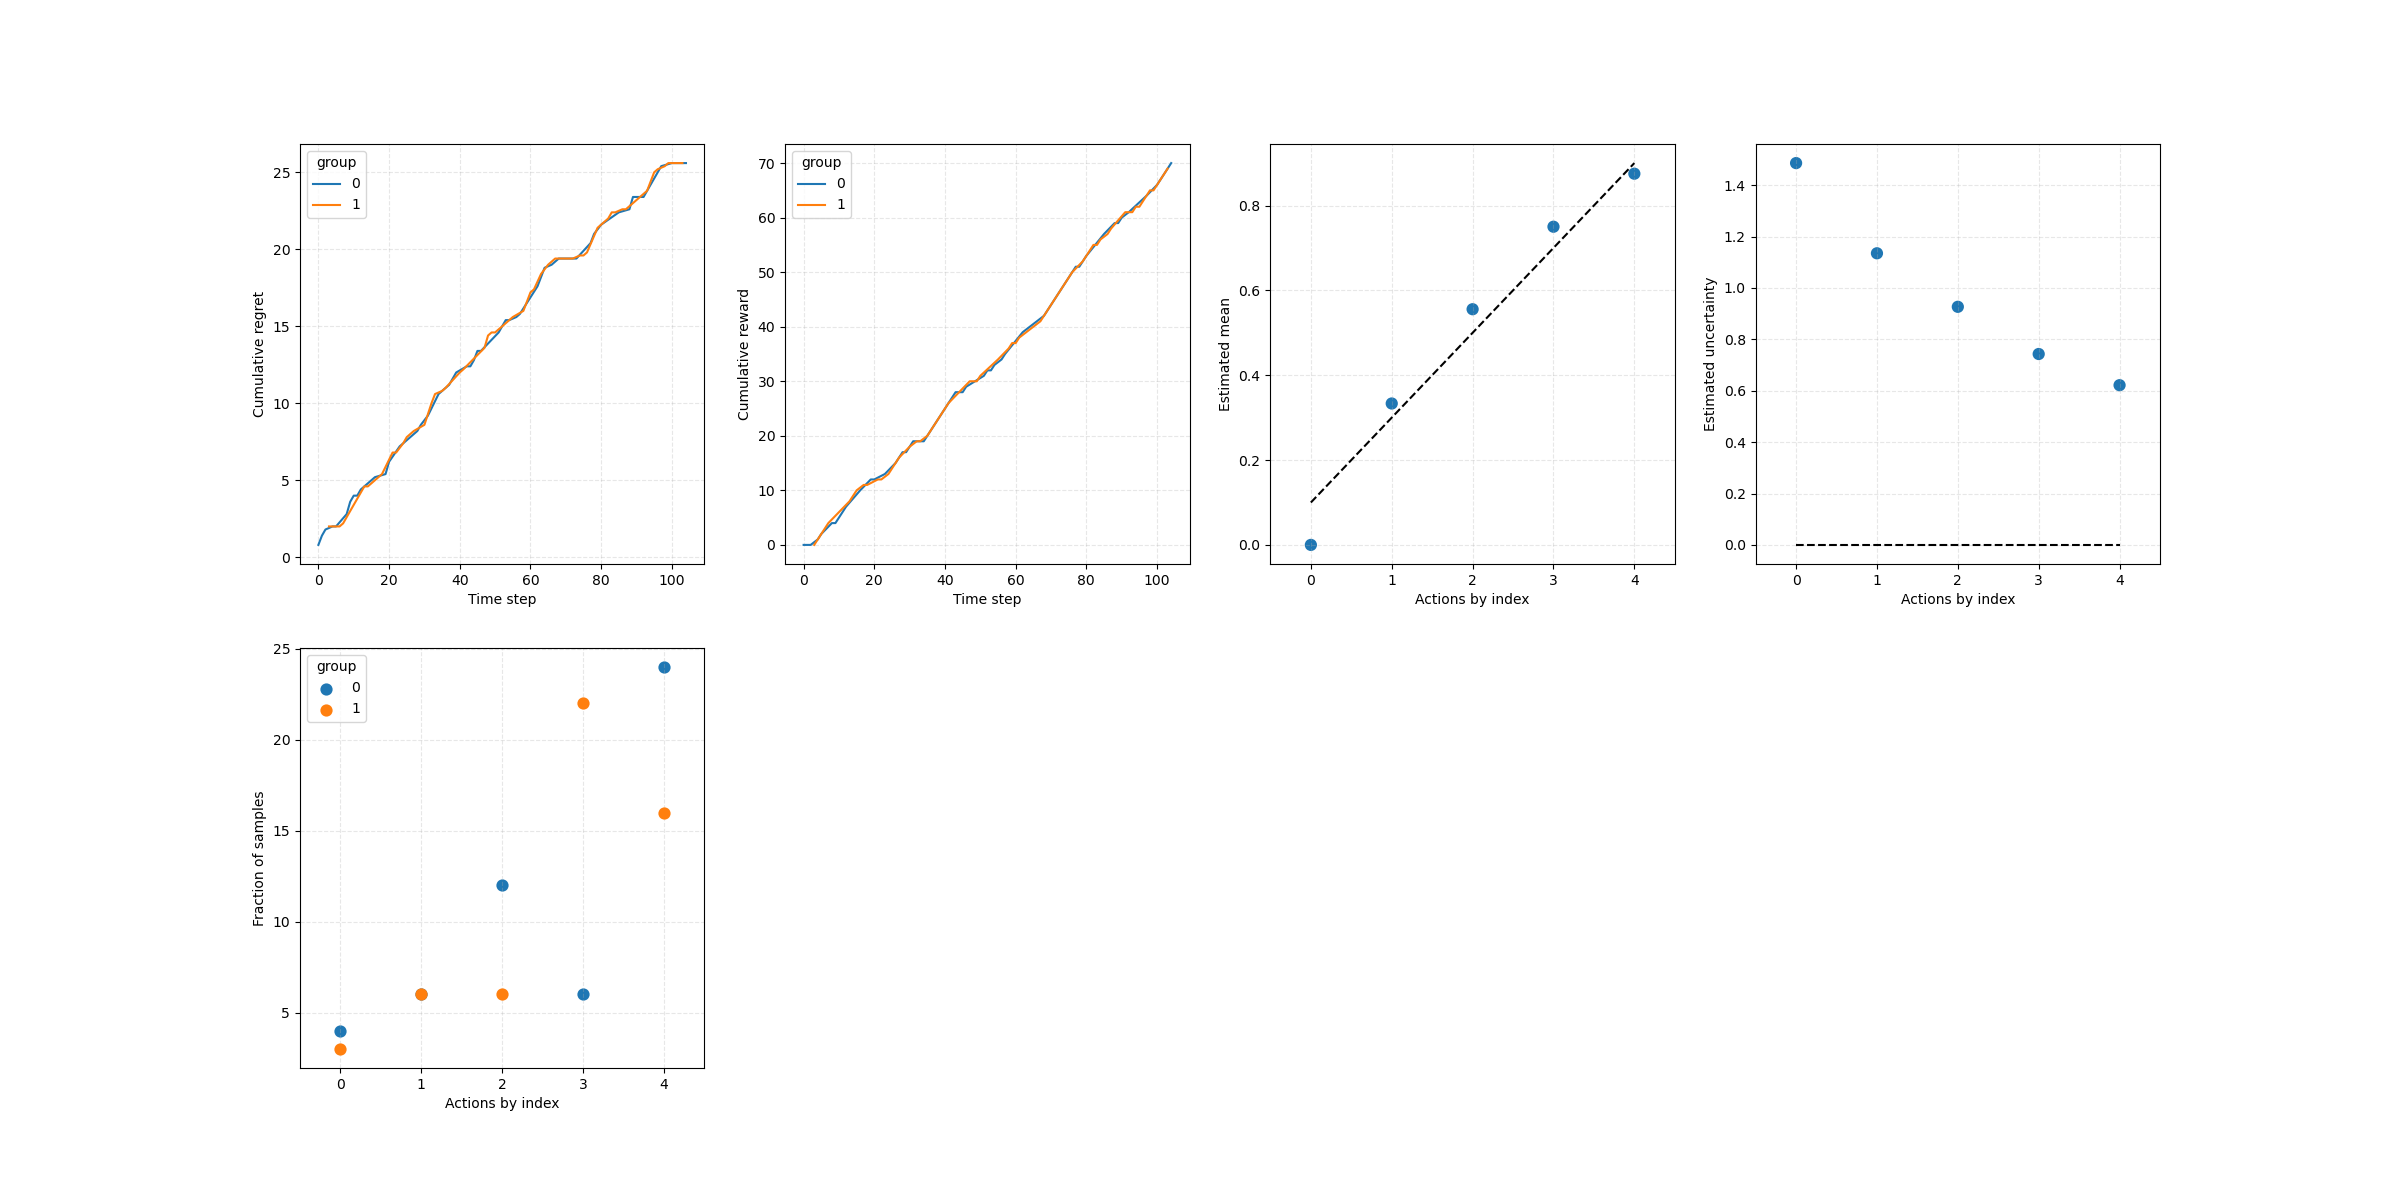 group
0
1
25
20
15
10
5
0
Cumulative regret
0 20 40 60 80 100
Time step
group
0
1
70
60
50
40
30
20
10
0
Cumulative reward
0 20 40 60 80 100
Time step
0.8
0.6
0.4
0.2
0.0
Estimated mean
0 1 2 3 4
Actions by index
1.4
1.2
1.0
0.8
0.6
0.4
0.2
0.0
Estimated uncertainty
0 1 2 3 4
Actions by index
group
0
1
25
20
15
10
5
Fraction of samples
0 1 2 3 4
Actions by index